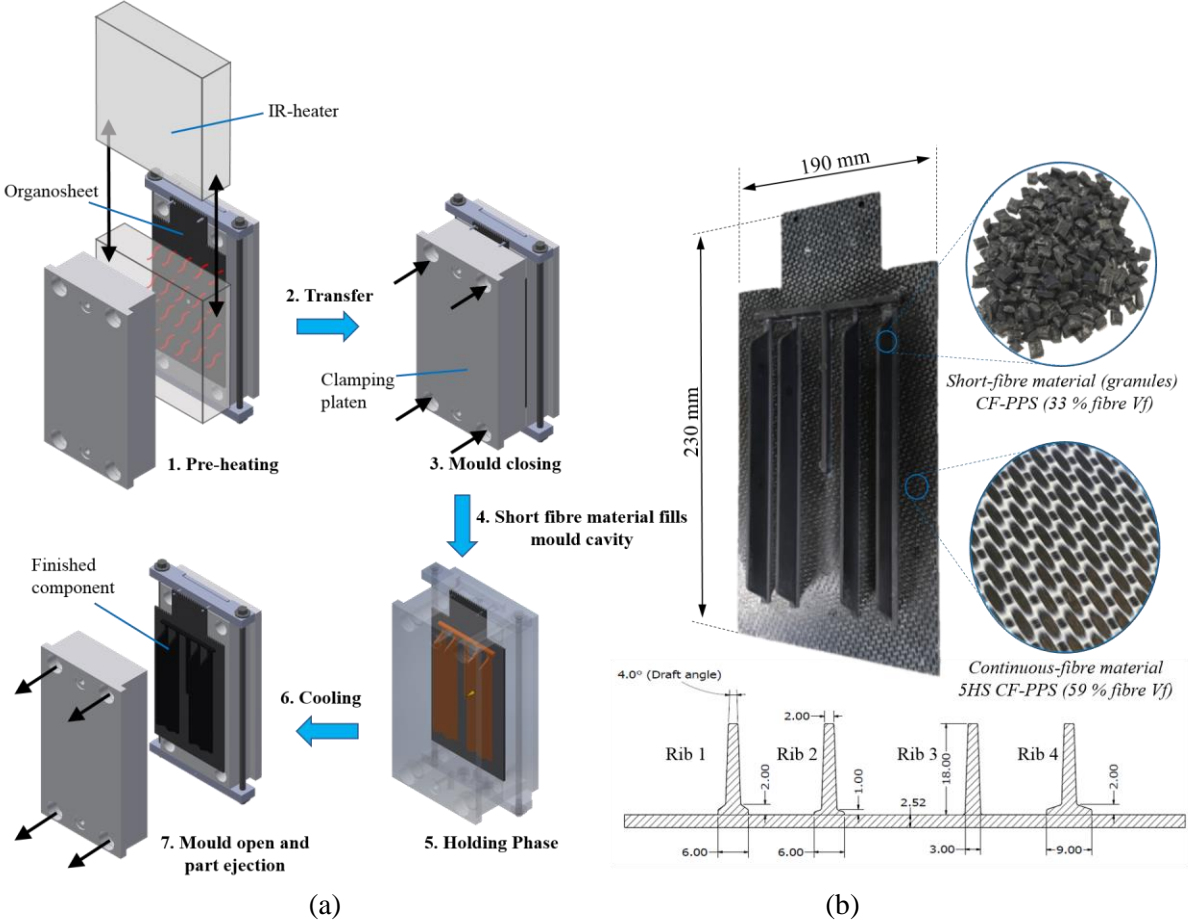 IR-heater
Organosheet
1. Pre-heating
2. Transfer
Clamping
platen
3. Mould closing
4. Short fibre material fills
mould cavity
5. Holding Phase
6. Cooling
Finished
component
7. Mould open and
part ejection
(a)
190 mm
230 mm
Short-fibre material (granules)
CF-PPS (33 % fibre Vf)
Continuous-fibre material
5HS CF-PPS (59 % fibre Vf)
4.0° (Draft angle)
2.00
Rib 1
Rib 2
Rib 3
Rib 4
2.00
1.00
18.00
2.52
2.00
6.00
6.00
3.00
9.00
(b)